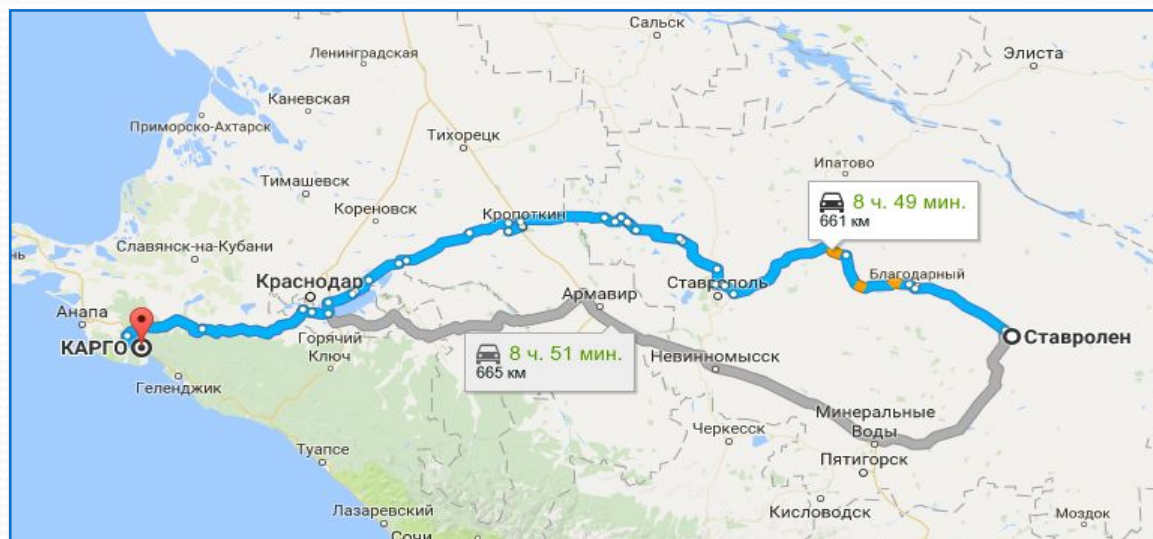 Сальск
Ленинградская
Элиста
Каневская
Приморско-Ахтарск
Тихорецк
Ипатово
Тимашевск
8 ч. 49 мин.
661 км
Кореновск
Кропоткин
Славянск-на-Кубани
Благодарный
Краснодар
Ставрополь
Анапа
Армавир
КАРГО
Горячий
Ключ
8 ч. 51 мин.
665 км
Ставролен
Невинномысск
Геленджик
Минеральные
Воды
Черкесск
Туапсе
Пятигорск
Кисловодск
Лазаревский
Моздок
Сочи